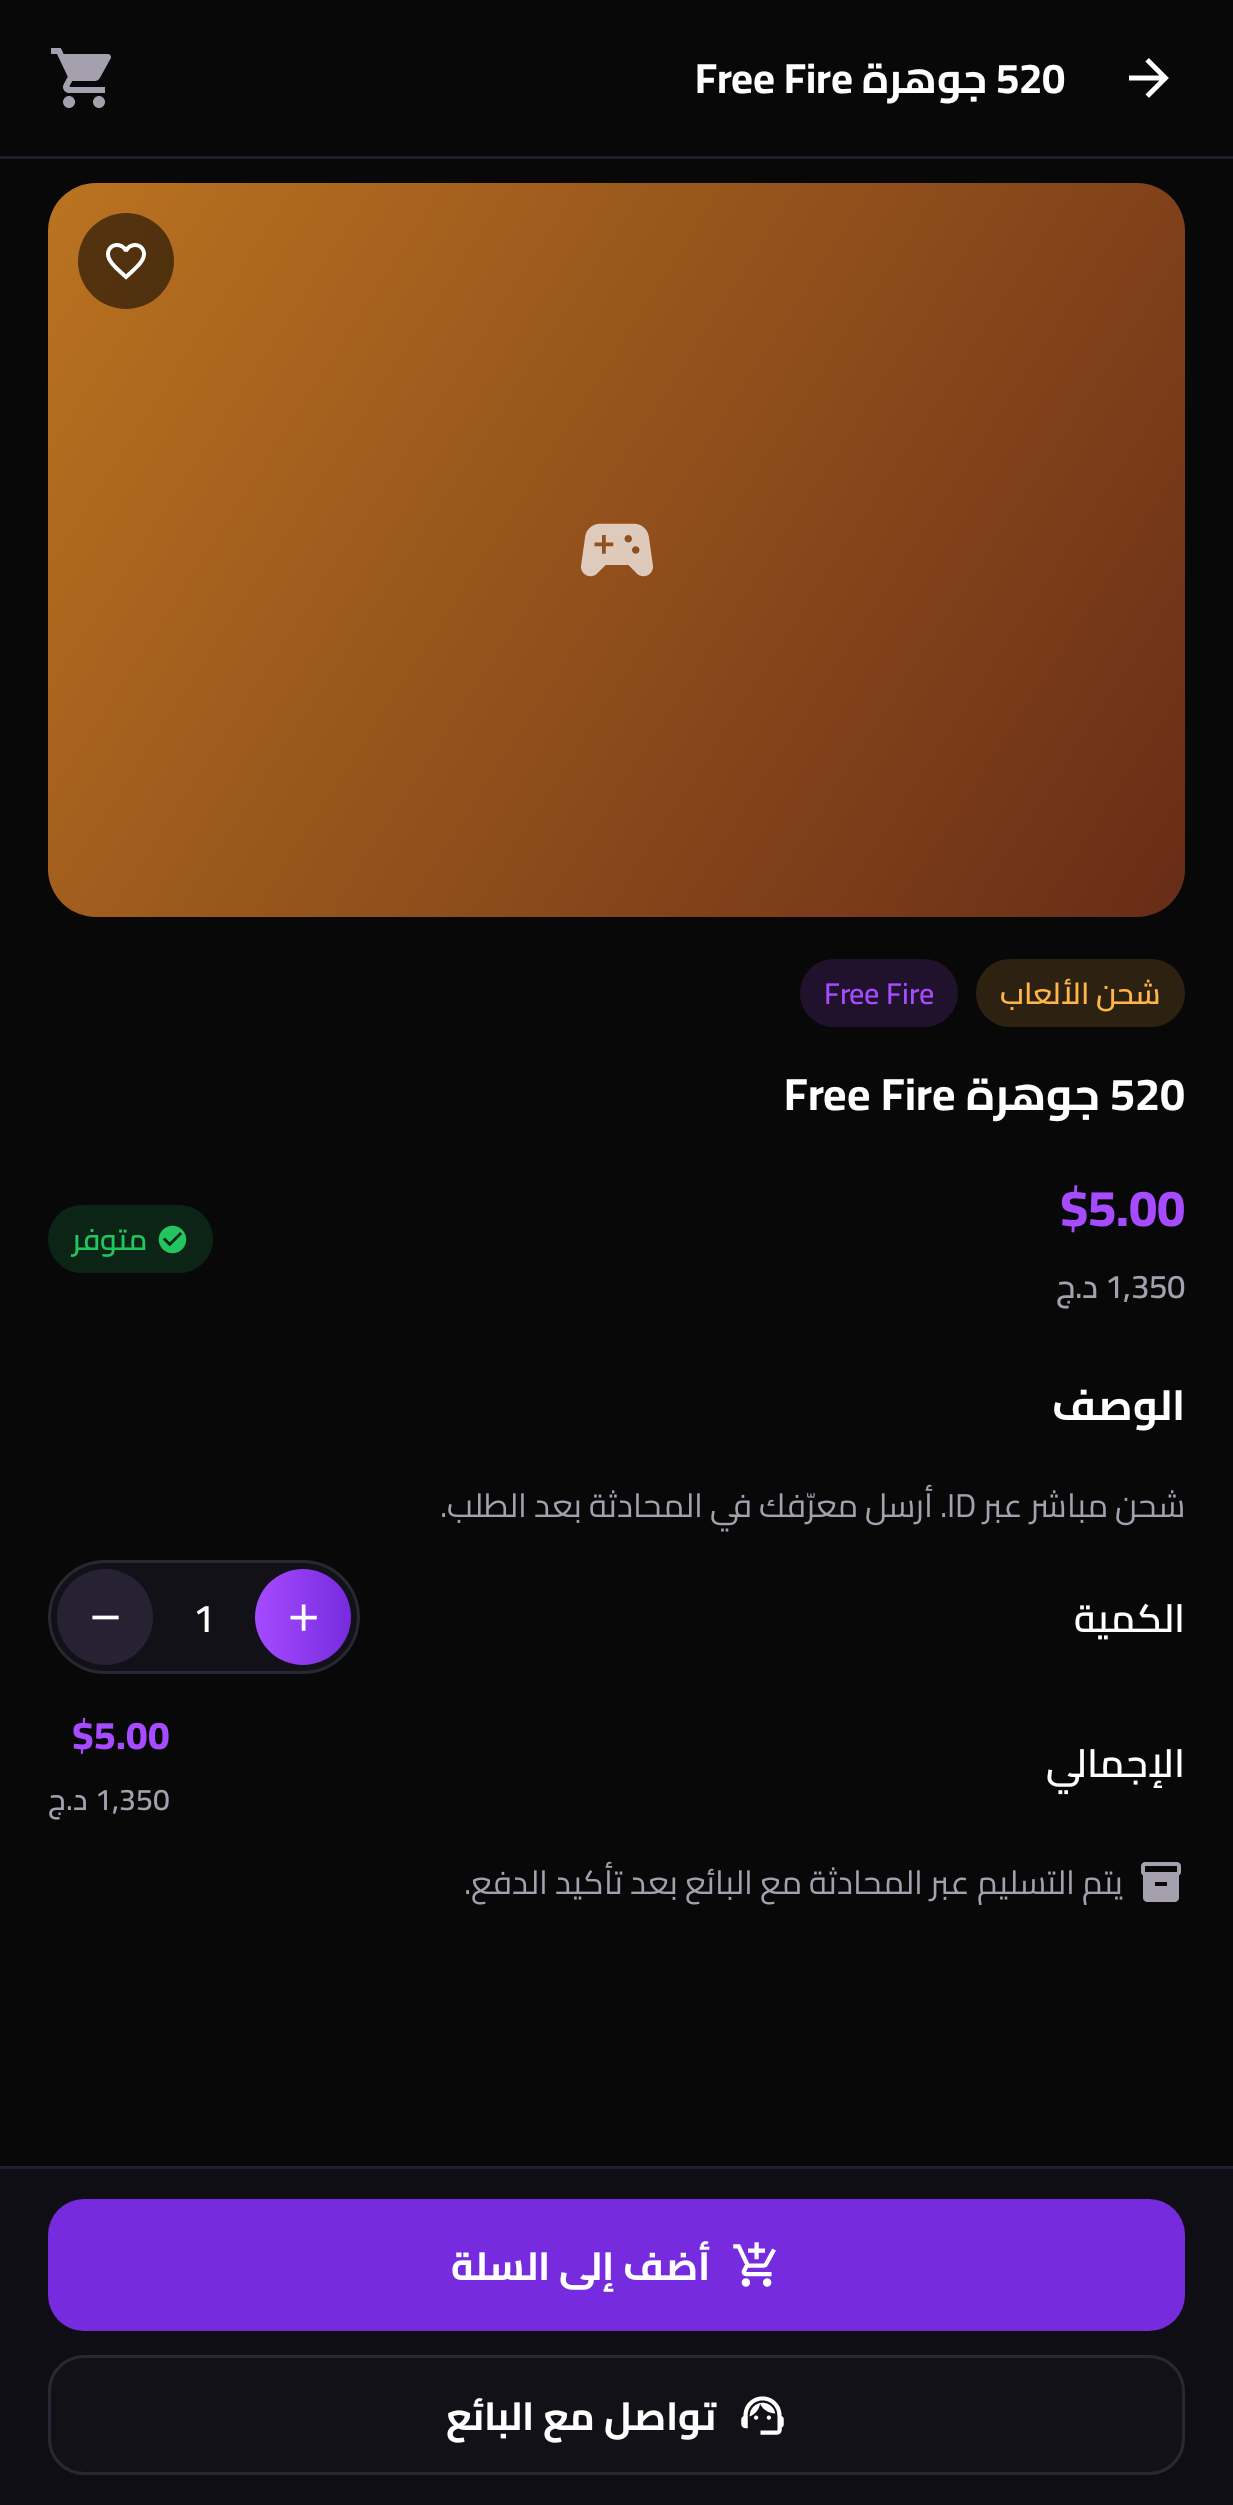 520 جوهرة Free Fire
شحن الألعاب
Free Fire
520 جوهرة Free Fire
$5.00
1,350 د.ج
متوفر
الوصف
شحن مباشر عبر ID. أرسل معرّفك في المحادثة بعد الطلب.
الكمية
1
الإجمالي
$5.00
1,350 د.ج
يتم التسليم عبر المحادثة مع البائع بعد تأكيد الدفع.
أضف إلى السلة
تواصل مع البائع